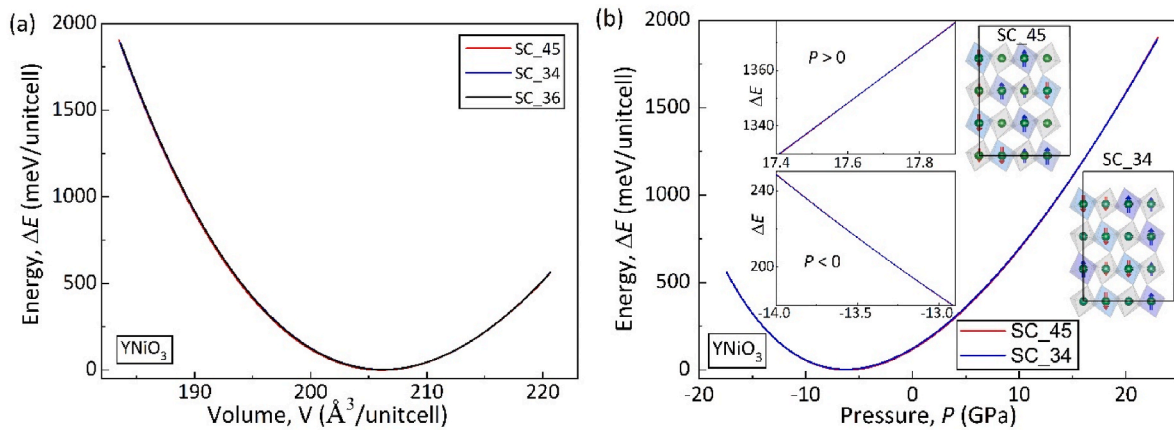 (a)
2000
1500
1000
500
0
Energy, ΔE (meV/unitcell)
SC_45
SC_34
SC_36
YNiO3
190
200
210
220
Volume, V (Å3/unitcell)
(b)
2000
1500
1000
500
0
Energy, ΔE (meV/unitcell)
1360
1340
ΔE
P > 0
17.4
17.6
17.8
240
200
ΔE
P < 0
-14.0
-13.5
-13.0
SC_45
SC_34
YNiO3
SC_45
SC_34
-20
-10
0
10
20
Pressure, P (GPa)